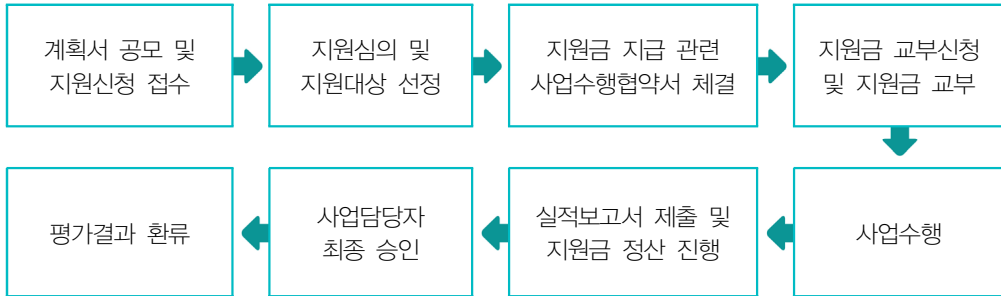 계획서 공모 및
지원신청 접수
지원심의 및
지원대상 선정
지원금 지급 관련
사업수행협약서 체결
지원금 교부신청
및 지원금 교부
사업수행
실적보고서 제출 및
지원금 정산 진행
사업담당자
최종 승인
평가결과 환류